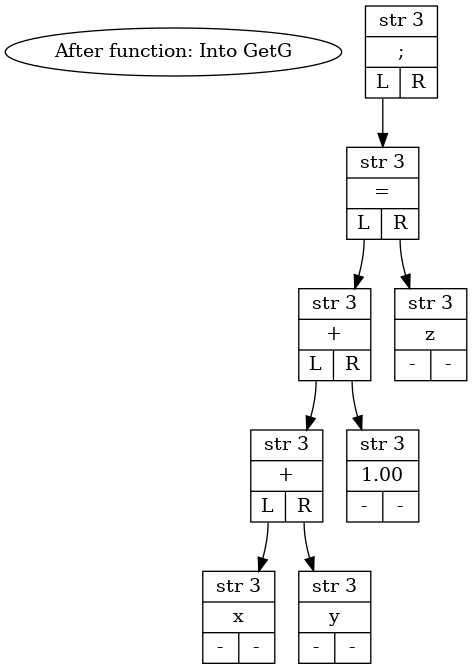 After function: Into GetG
str 3
;
L R
str 3
=
L R
str 3
+
L R
str 3
z
- -
str 3
+
L R
str 3
1.00
- -
str 3
x
- -
str 3
y
- -